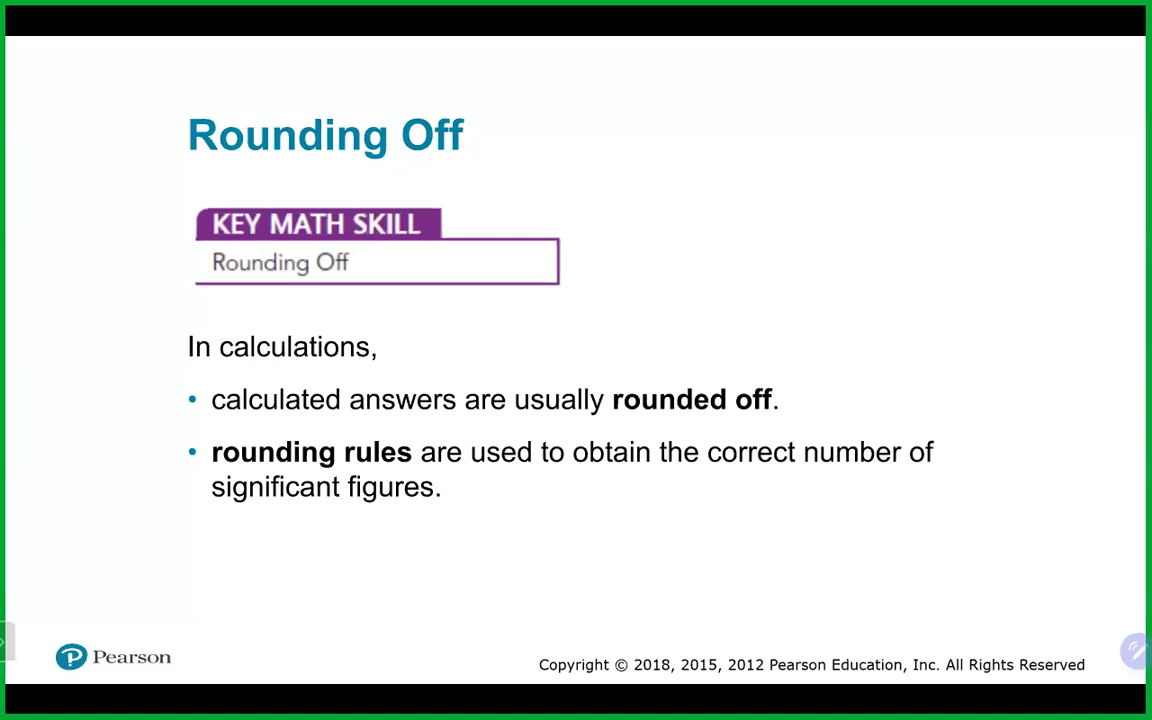 Rounding Off
KEY MATH SKILL
Rounding Off
In calculations,
• calculated answers are usually rounded off.
• rounding rules are used to obtain the correct number of
significant figures.
Pearson
Copyright © 2018, 2015, 2012 Pearson Education, Inc. All Rights Reserved